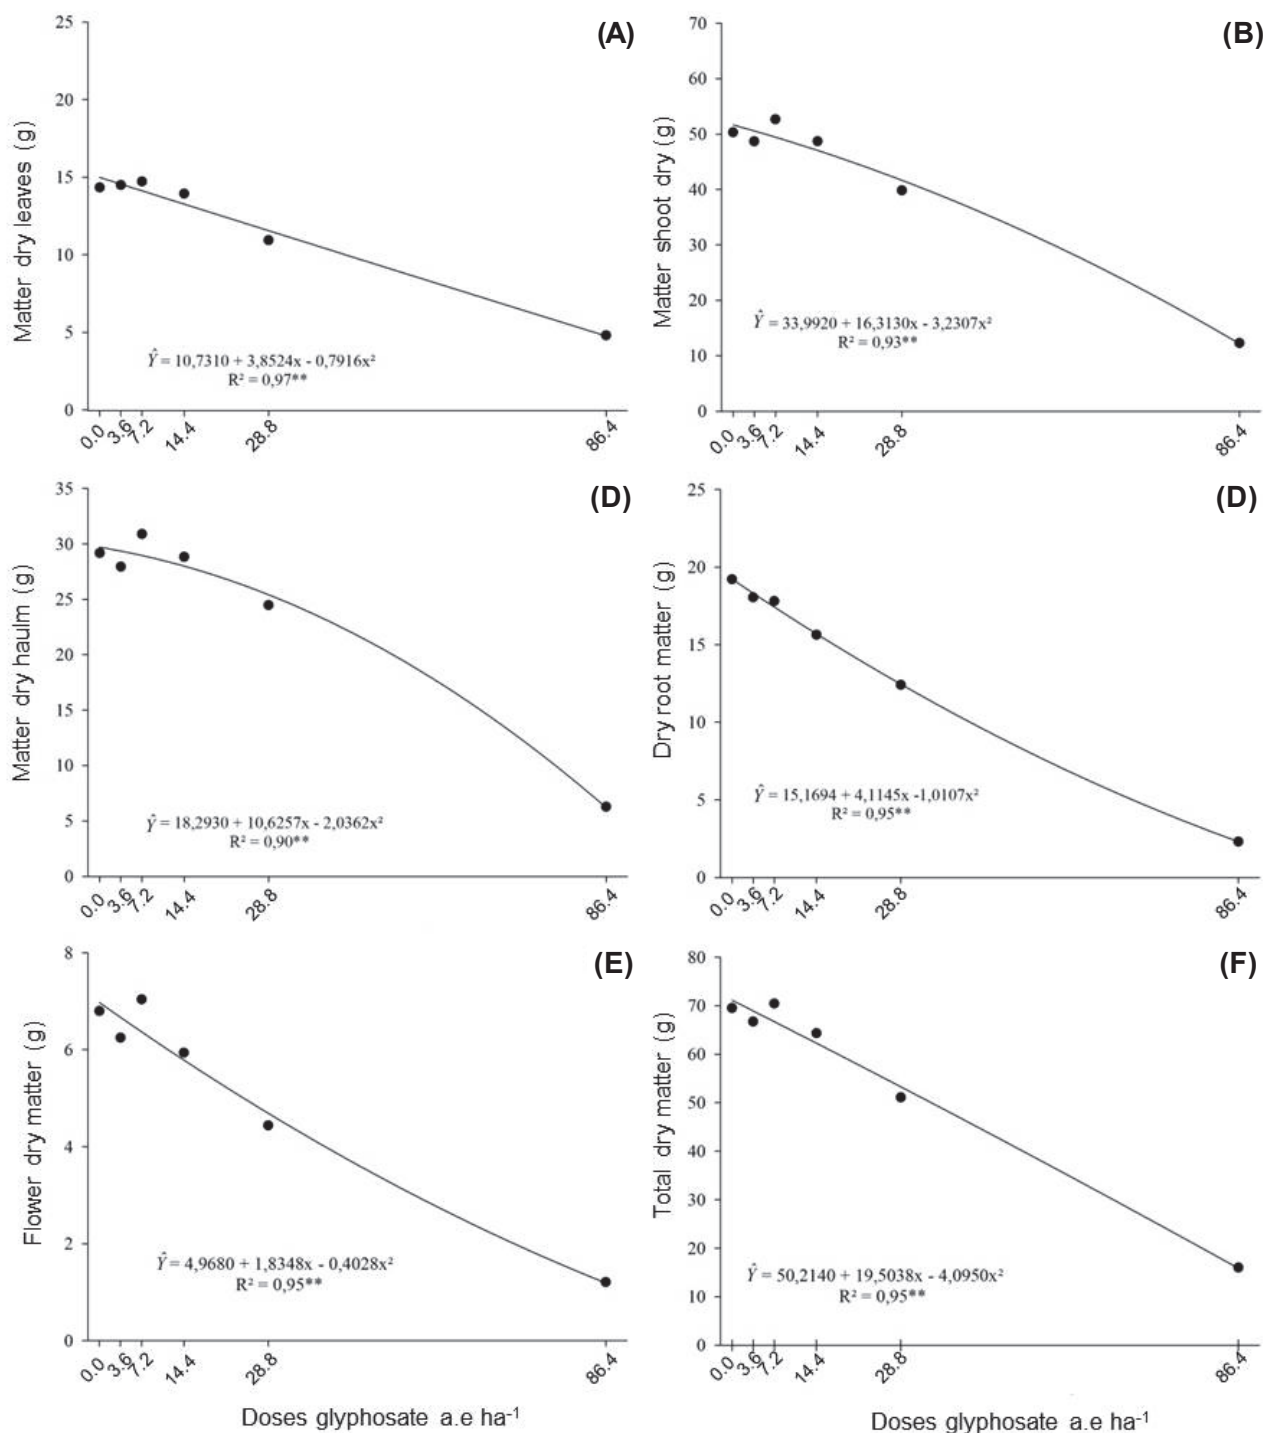 (A)
Matter dry leaves (g)
25
20
15
10
5
0
Ŷ = 10,7310 + 3,8524x - 0,7916x²
R² = 0,97**
0.0 3.6 7.2 14.4 28.8 86.4
(B)
Matter shoot dry (g)
70
60
50
40
30
20
10
0
Ŷ = 33,9920 + 16,3130x - 3,2307x²
R² = 0,93**
0.0 3.6 7.2 14.4 28.8 86.4
(D)
Matter dry haulm (g)
35
30
25
20
15
10
5
0
Ŷ = 18,2930 + 10,6257x - 2,0362x²
R² = 0,90**
0.0 3.6 7.2 14.4 28.8 86.4
(D)
Dry root matter (g)
25
20
15
10
5
0
Ŷ = 15,1694 + 4,1145x -1,0107x²
R² = 0,95**
0.0 3.6 7.2 14.4 28.8 86.4
(E)
Flower dry matter (g)
8
6
4
2
0
Ŷ = 4,9680 + 1,8348x - 0,4028x²
R² = 0,95**
0.0 3.6 7.2 14.4 28.8 86.4
Doses glyphosate a.e ha⁻¹
(F)
Total dry matter (g)
80
70
60
50
40
30
20
10
0
Ŷ = 50,2140 + 19,5038x - 4,0950x²
R² = 0,95**
0.0 3.6 7.2 14.4 28.8 86.4
Doses glyphosate a.e ha⁻¹